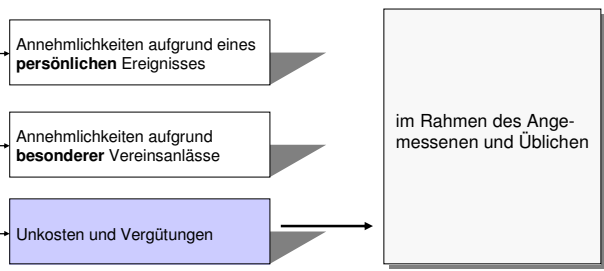 Annehmlichkeiten aufgrund eines
persönlichen Ereignisses
Annehmlichkeiten aufgrund
besonderer Vereinsanlässe
Unkosten und Vergütungen
im Rahmen des Ange-
messenen und Üblichen